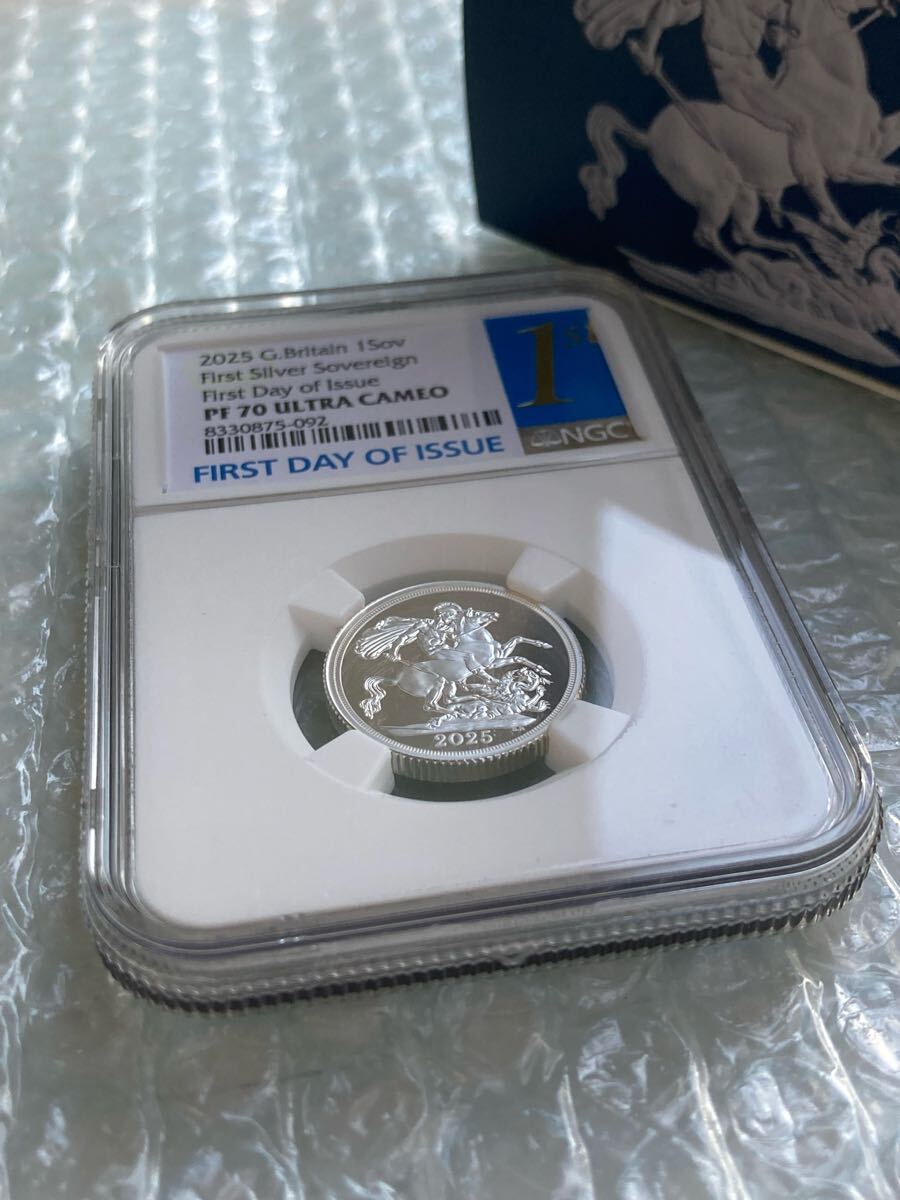 2025 G.Britain 1Sov
First Silver Sovereign
First Day of Issue
PF 70 ULTRA CAMEO
8330875-092
FIRST DAY OF ISSUE
1ST
NGC
2025